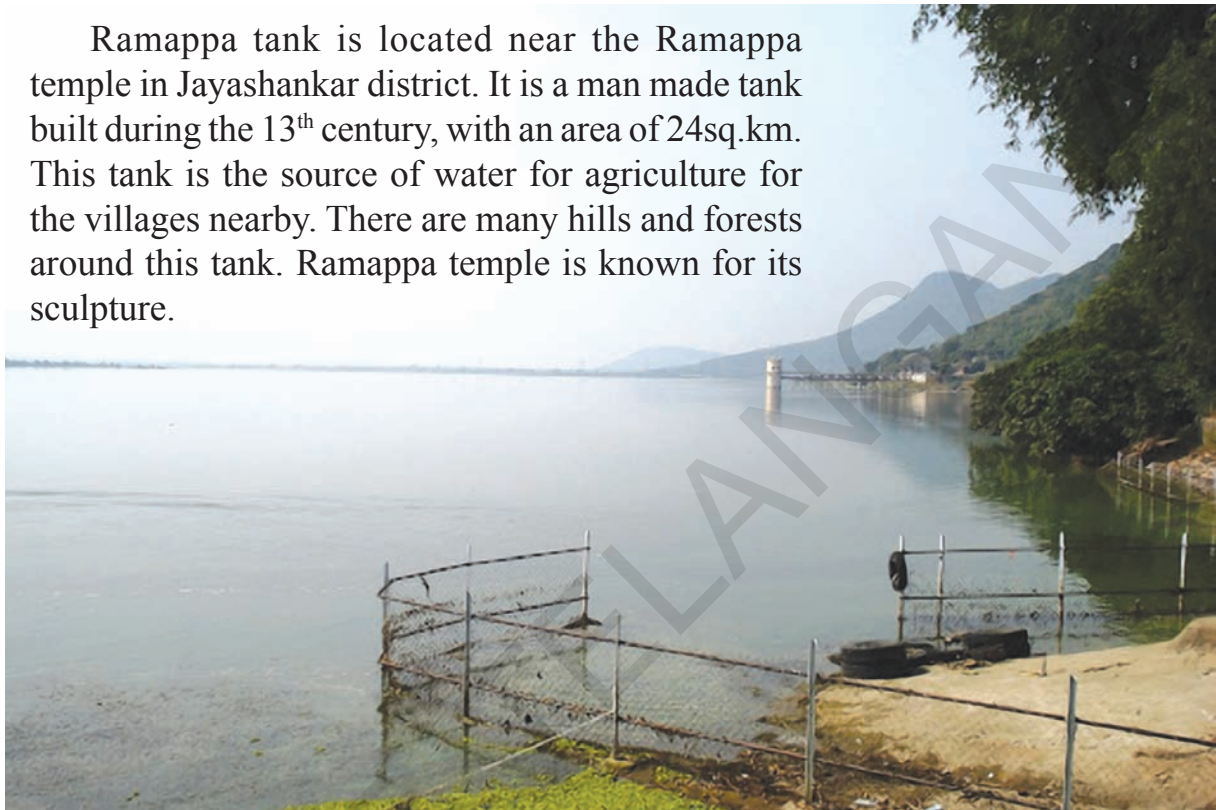 Ramappa tank is located near the Ramappa
temple in Jayashankar district. It is a man made tank
built during the 13th century, with an area of 24sq.km.
This tank is the source of water for agriculture for
the villages nearby. There are many hills and forests
around this tank. Ramappa temple is known for its
sculpture.
TELANGANA